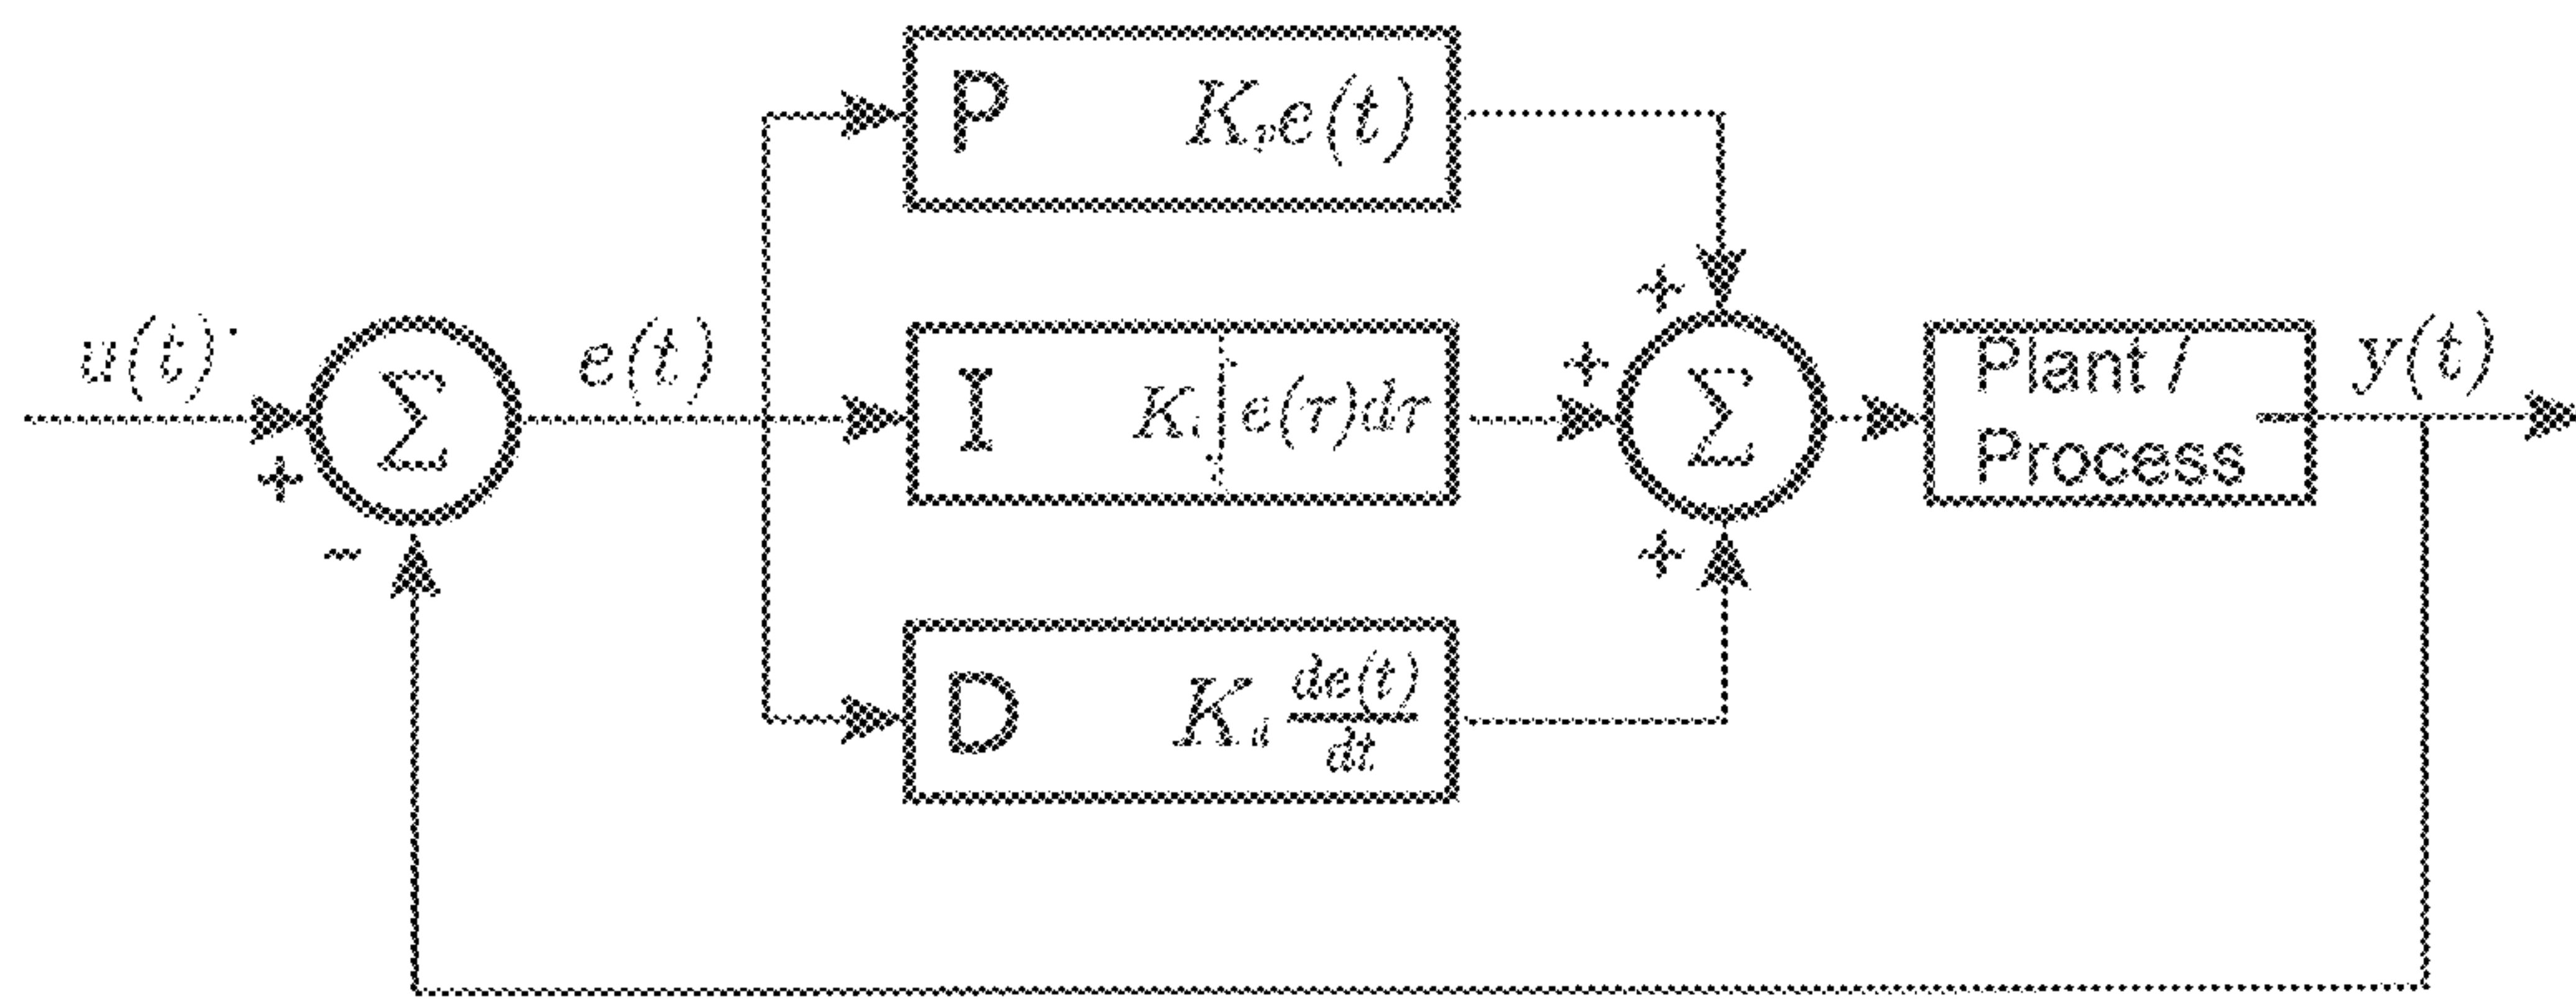 P K_p e(t)
u(t)
+
−
Σ
e(t)
I K_i ∫ e(τ)dτ
+
+
+
Σ
Plant /
Process
y(t)
D K_d de(t)/dt